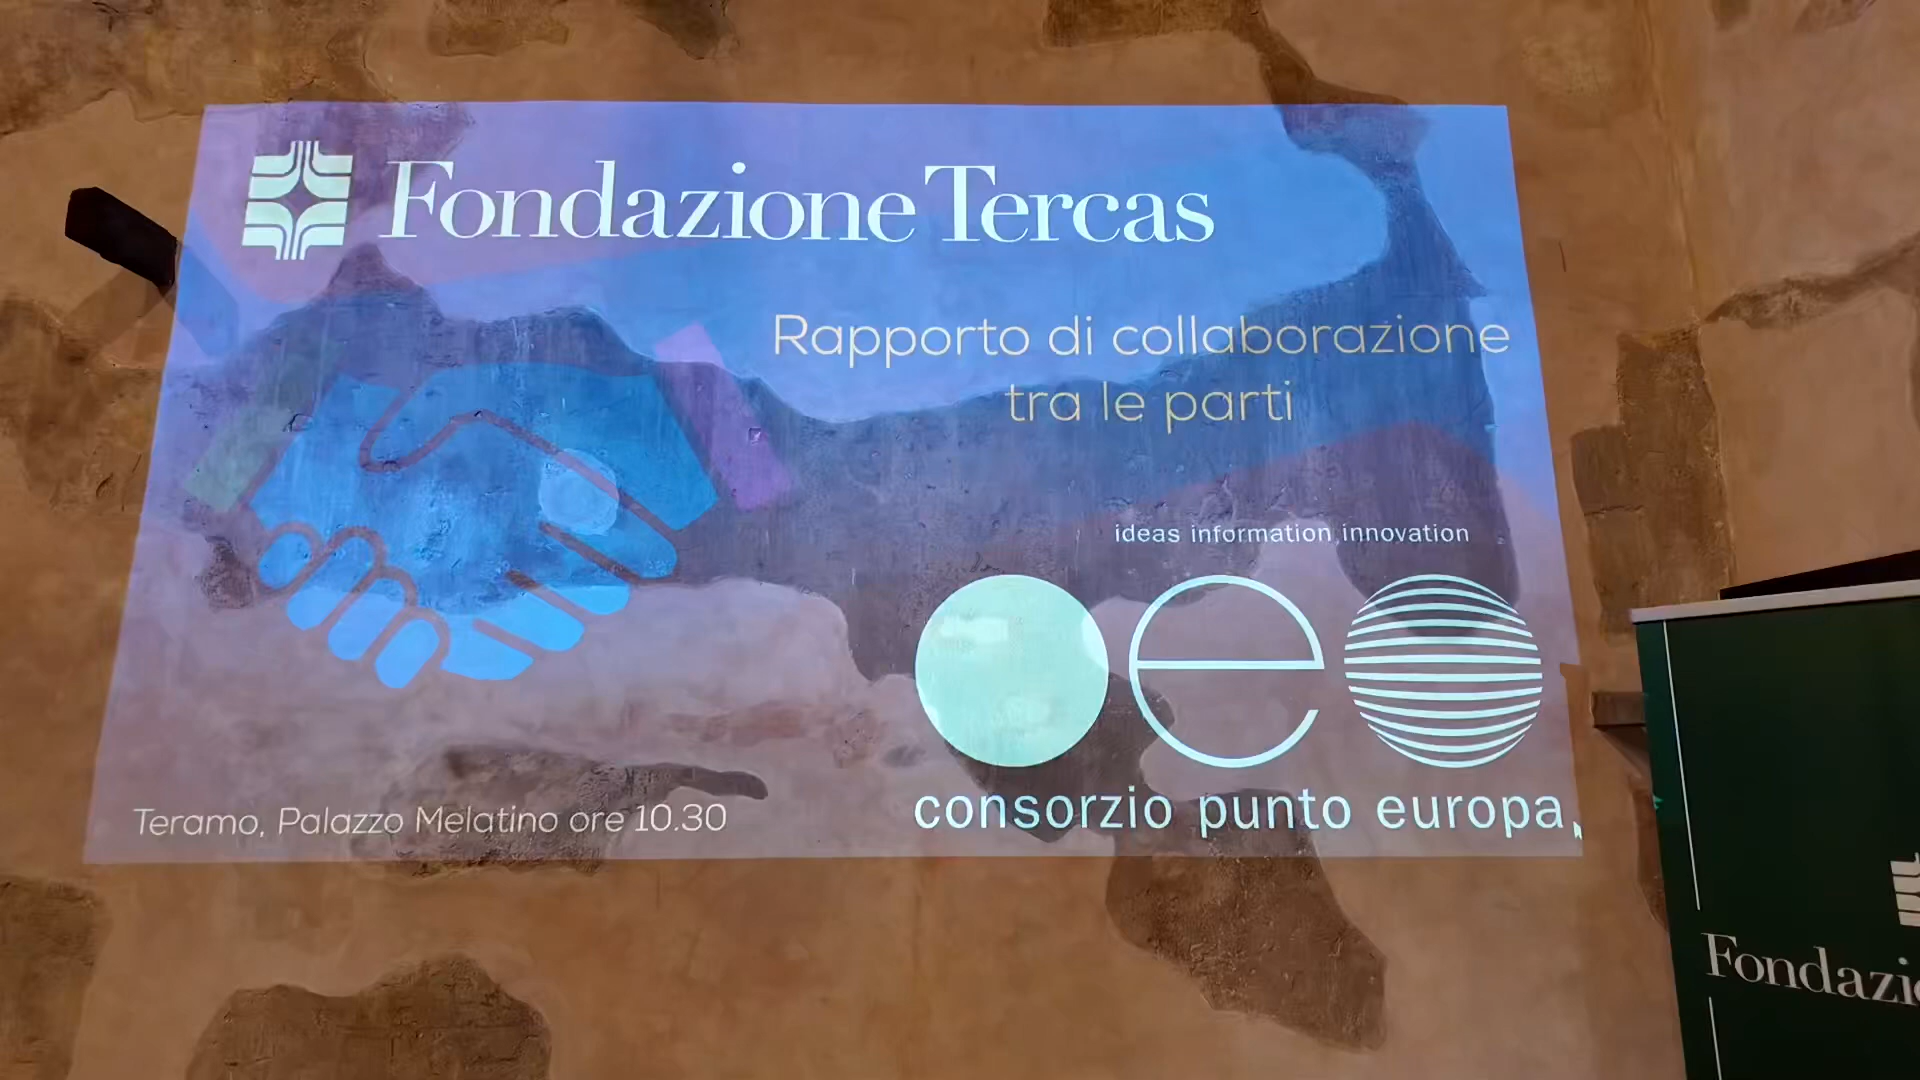 Fondazione Tercas
Rapporto di collaborazione
tra le parti
ideas information innovation
consorzio punto europa
Teramo, Palazzo Melatino ore 10.30
Fondazi